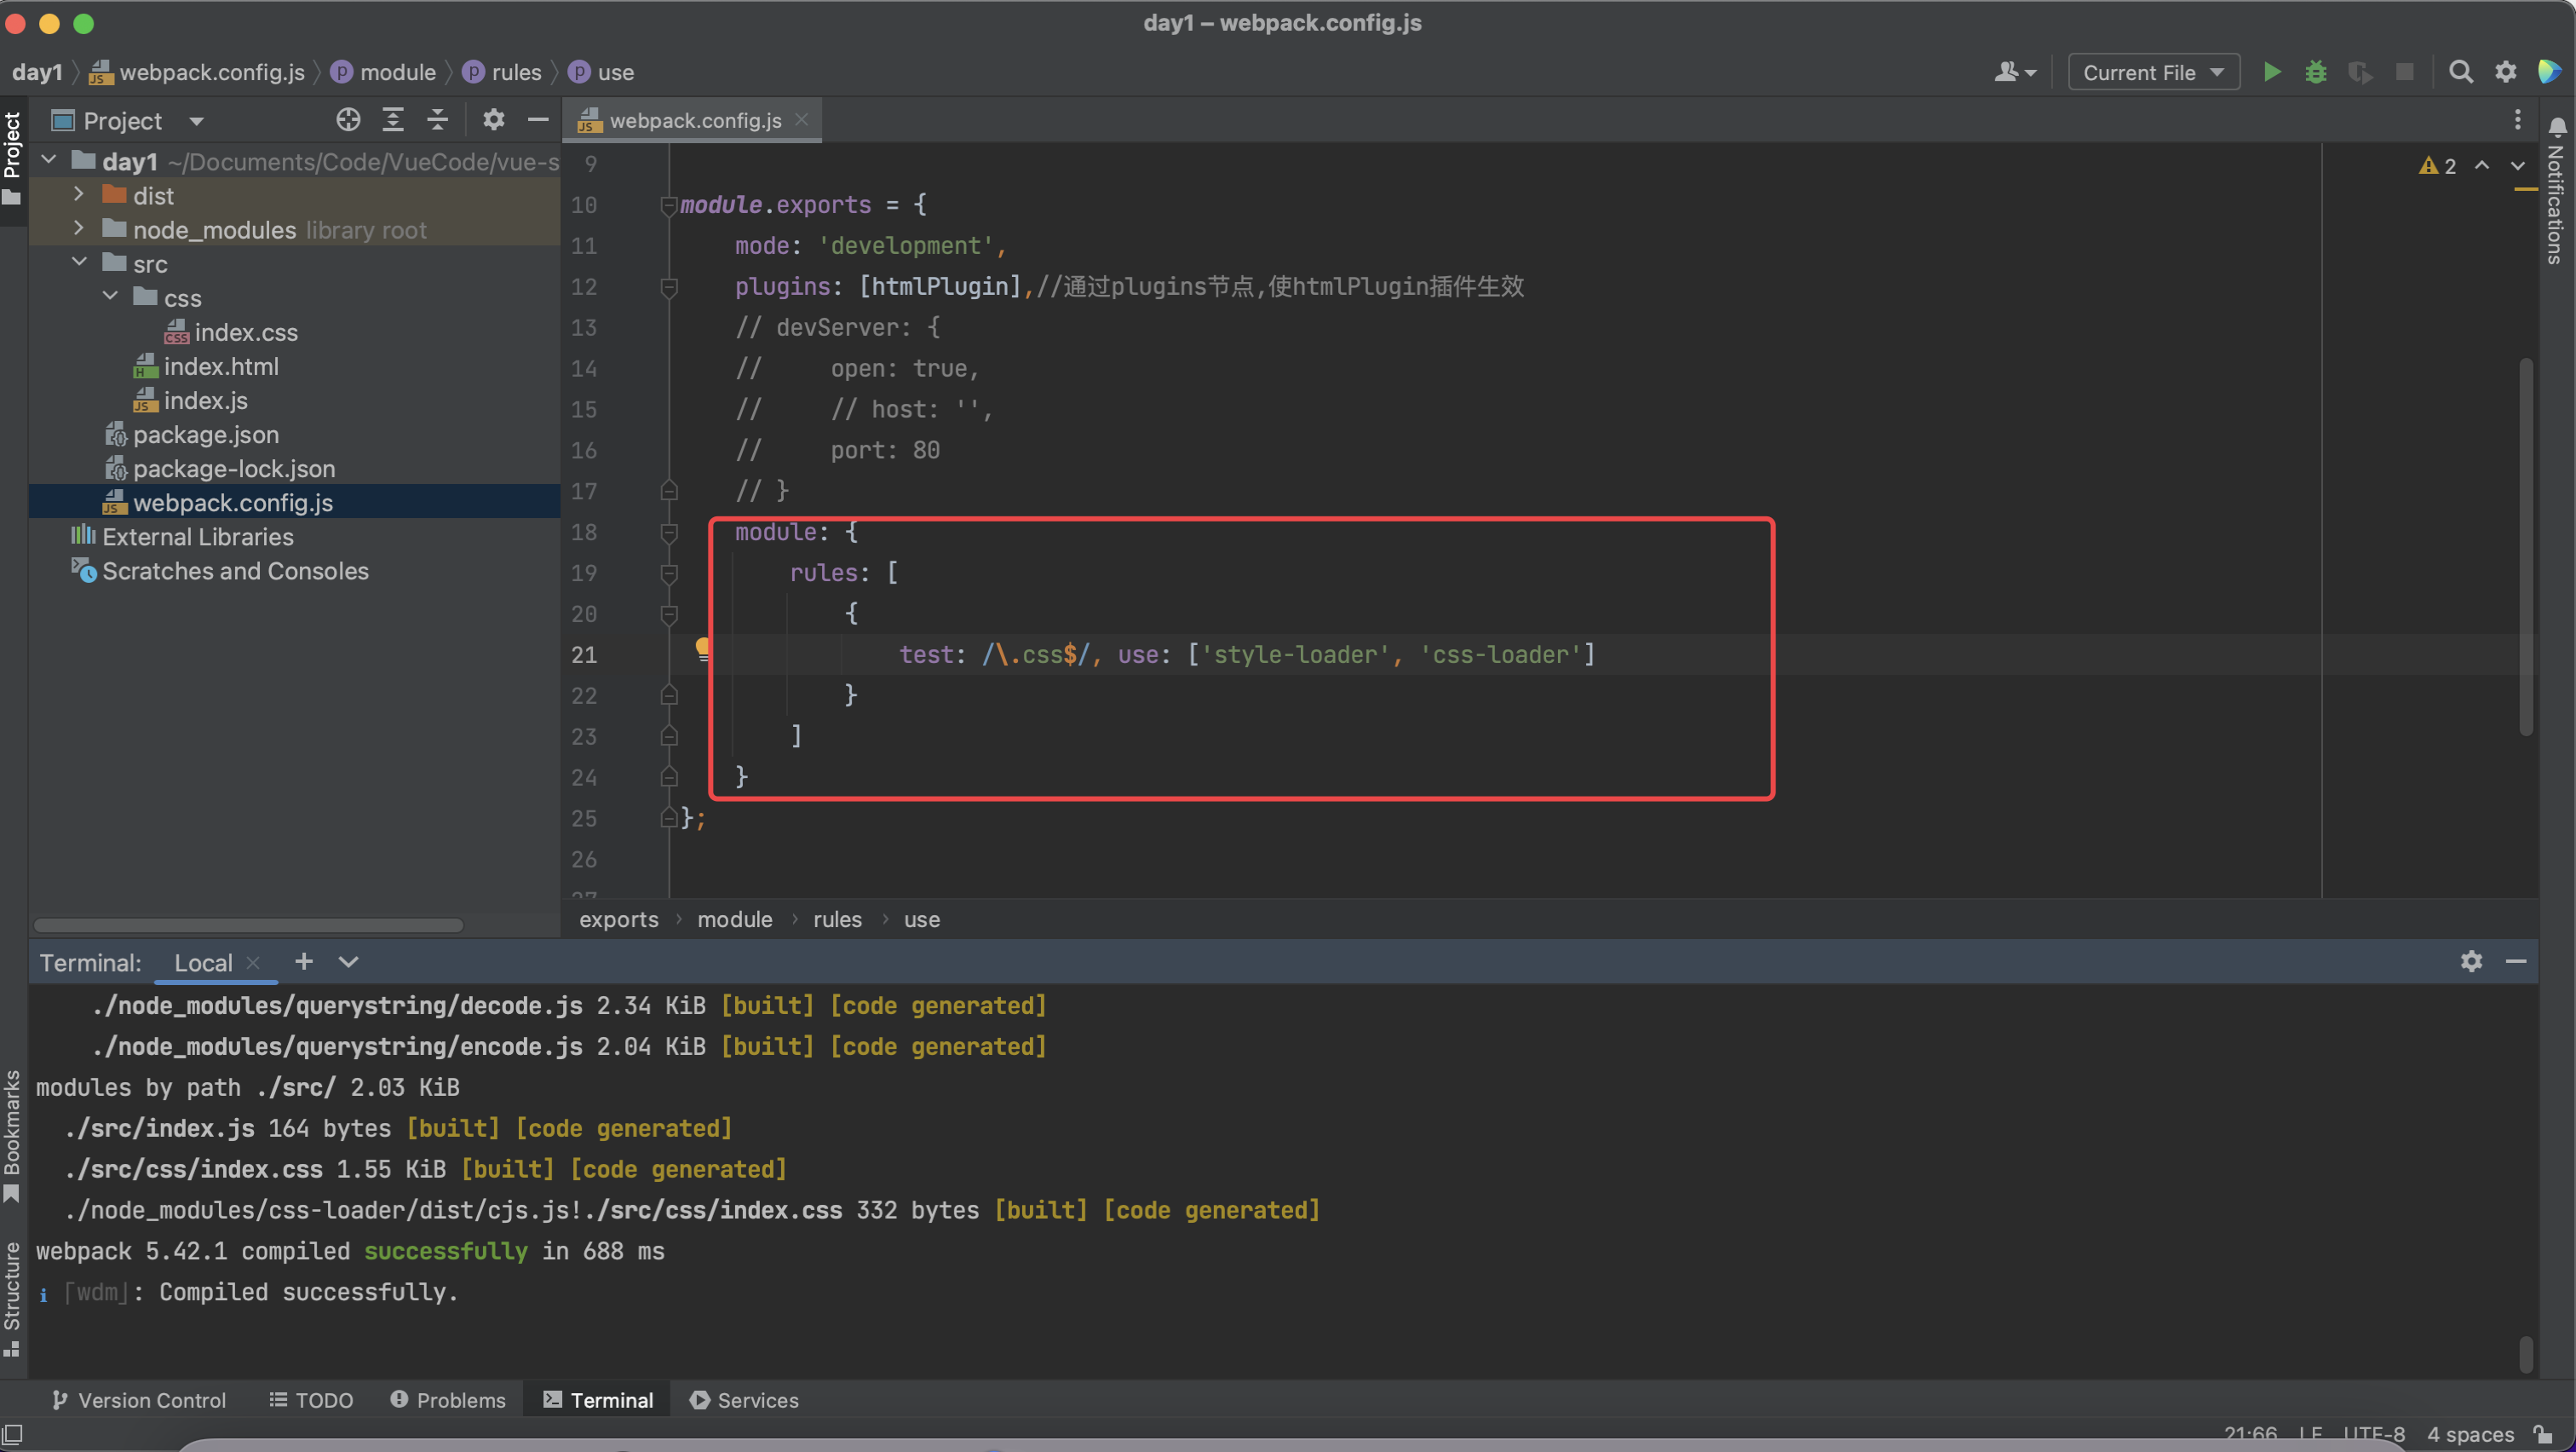 day1 – webpack.config.js
day1 webpack.config.js module rules use
Current File
Project
Project
webpack.config.js
day1 ~/Documents/Code/VueCode/vue-s
dist
node_modules library root
src
css
index.css
index.html
index.js
package.json
package-lock.json
webpack.config.js
External Libraries
Scratches and Consoles
2
Notifications
9
10 module.exports = {
11 mode: 'development',
12 plugins: [htmlPlugin],//通过plugins节点,使htmlPlugin插件生效
13 // devServer: {
14 // open: true,
15 // // host: '',
16 // port: 80
17 // }
18 module: {
19 rules: [
20 {
21 test: /\.css$/, use: ['style-loader', 'css-loader']
22 }
23 ]
24 }
25 };
26
27
exports module rules use
Terminal: Local
./node_modules/querystring/decode.js 2.34 KiB [built] [code generated]
./node_modules/querystring/encode.js 2.04 KiB [built] [code generated]
modules by path ./src/ 2.03 KiB
./src/index.js 164 bytes [built] [code generated]
./src/css/index.css 1.55 KiB [built] [code generated]
./node_modules/css-loader/dist/cjs.js!./src/css/index.css 332 bytes [built] [code generated]
webpack 5.42.1 compiled successfully in 688 ms
i ｢wdm｣: Compiled successfully.
Bookmarks
Structure
Version Control TODO Problems Terminal Services
21:66 LF UTF-8 4 spaces